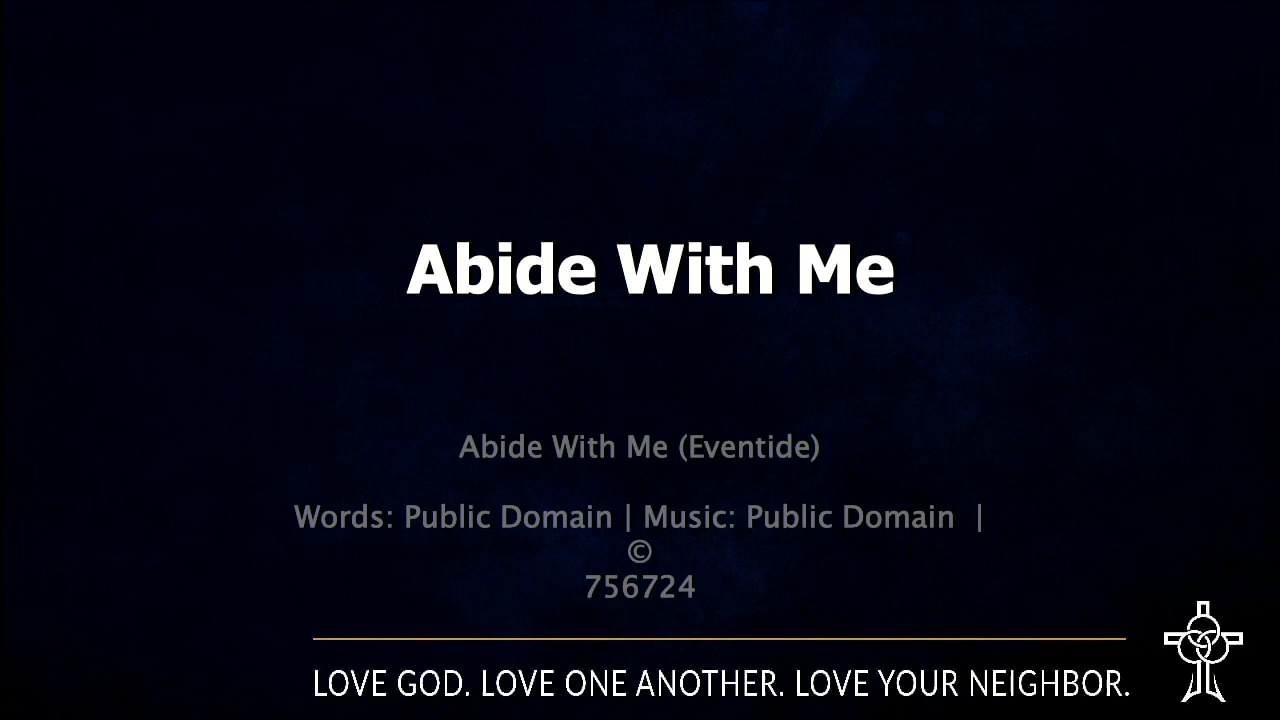 Abide With Me
Abide With Me (Eventide)
Words: Public Domain | Music: Public Domain  |
©
756724
LOVE GOD. LOVE ONE ANOTHER. LOVE YOUR NEIGHBOR.